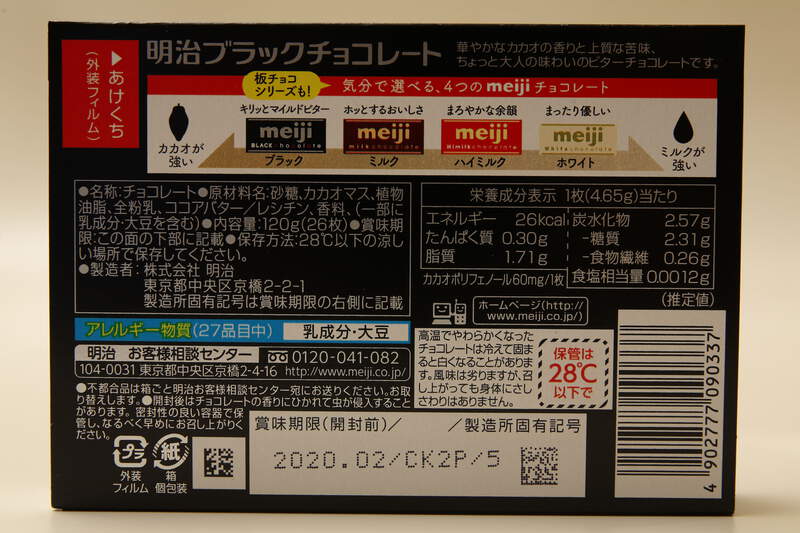 ▶あけくち
(外装フィルム)
明治ブラックチョコレート
華やかなカカオの香りと上質な苦味、
ちょっと大人の味わいのビターチョコレートです。
板チョコ
シリーズも!
気分で選べる、4つのmeijiチョコレート
カカオが
強い
キリッとマイルドビター
meiji
BLACK chocolate
ブラック
ホッとするおいしさ
meiji
milk chocolate
ミルク
まろやかな余韻
meiji
Himilk chocolate
ハイミルク
まったり優しい
meiji
White chocolate
ホワイト
ミルクが
強い
●名称:チョコレート●原材料名:砂糖、カカオマス、植物
油脂、全粉乳、ココアバター/レシチン、香料、(一部に
乳成分・大豆を含む)●内容量:120g(26枚)●賞味期
限:この面の下部に記載●保存方法:28℃以下の涼し
い場所で保存してください。
●製造者:株式会社 明治
東京都中央区京橋2-2-1
製造所固有記号は賞味期限の右側に記載
栄養成分表示 1枚(4.65g)当たり
エネルギー 26kcal
たんぱく質 0.30g
脂質 1.71g
炭水化物 2.57g
-糖質 2.31g
-食物繊維 0.26g
カカオポリフェノール60mg/1枚
食塩相当量 0.0012g
(推定値)
ホームページ(http://
www.meiji.co.jp/)
アレルギー物質(27品目中) 乳成分・大豆
明治 お客様相談センター 0120-041-082
104-0031 東京都中央区京橋2-4-16 http://www.meiji.co.jp/
●不都合品は箱ごと明治お客様相談センター宛にお送りください。お取
り替えします。●開封後はチョコレートの香りにひかれて虫が侵入すること
があります。密封性の良い容器で保
管し、なるべく早めにお召し上がりく
ださい。
高温でやわらかくなった
チョコレートは冷えて固ま
ると白くなることがありま
す。風味は劣りますが、召
し上がっても身体にさし
さわりはありません。
保管は
28℃
以下で
プラ
外装
フィルム
紙
箱
個包装
賞味期限(開封前)/ /製造所固有記号
2020.02/CK2P/5
4 902777 090337